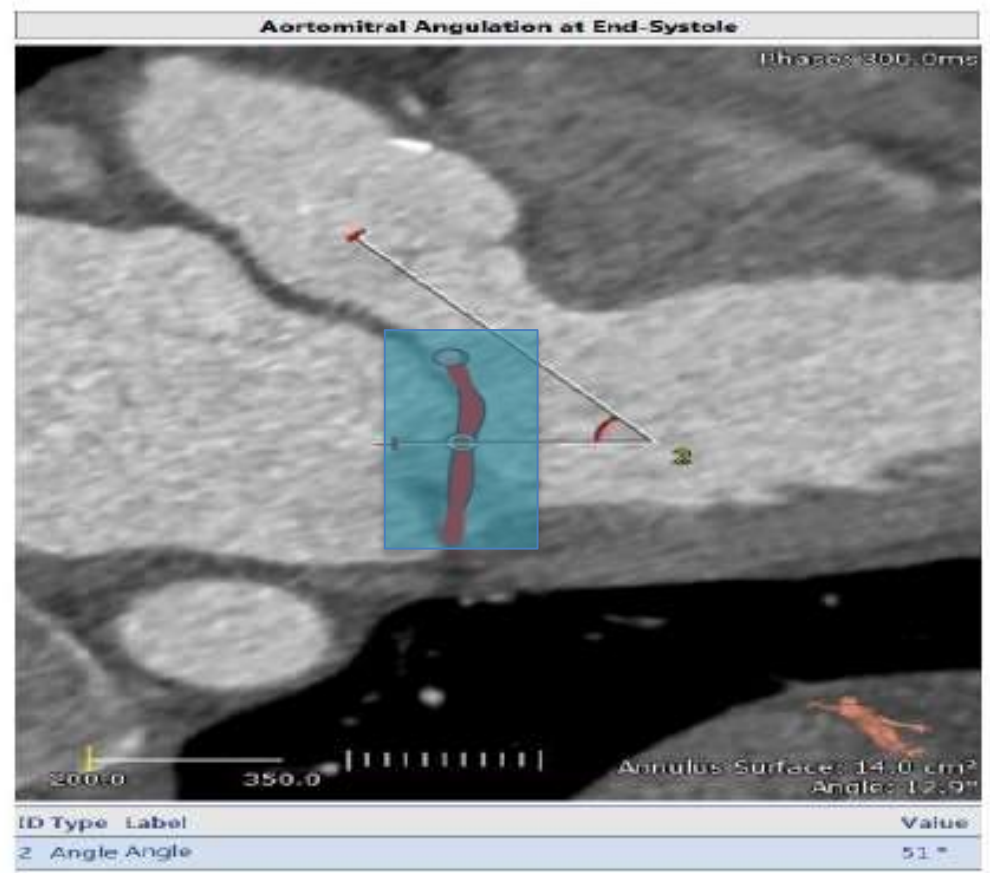 Aortomitral Angulation at End-Systole
Phase: 300.0ms
2
200.0 350.0
Annulus Surface: 14.0 cm²
Angle: 12.9°
ID Type Label Value
2 Angle Angle 51 °